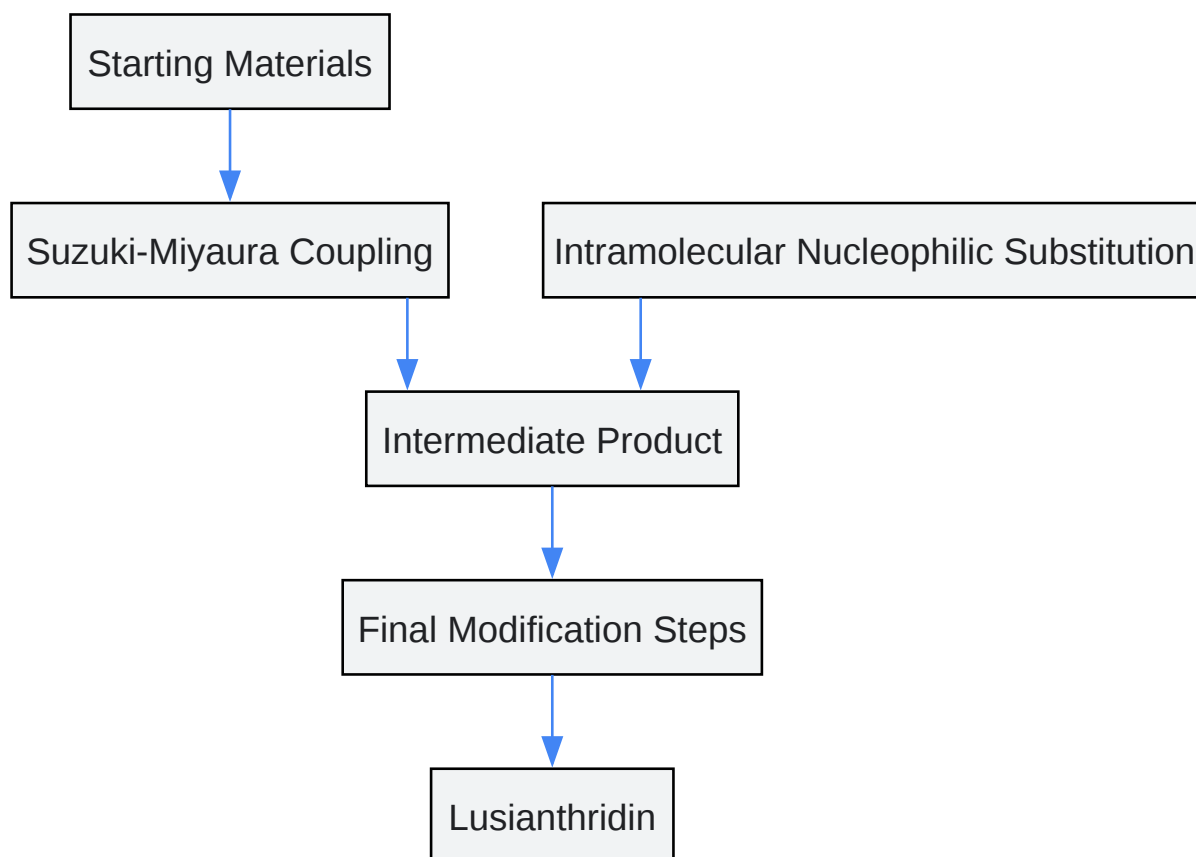 Starting Materials
Suzuki-Miyaura Coupling
Intramolecular Nucleophilic Substitution
Intermediate Product
Final Modification Steps
Lusianthridin